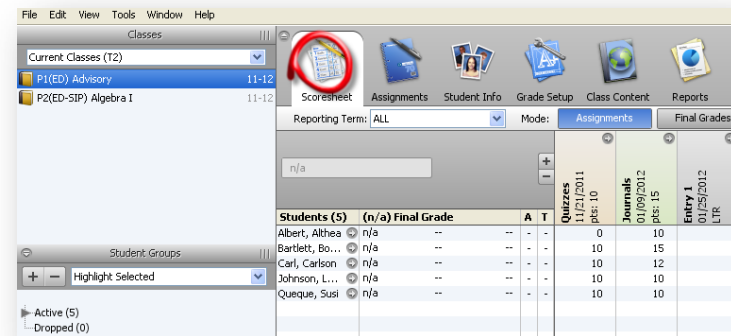 File Edit View Tools Window Help
Classes
Current Classes (T2)
P1(ED) Advisory 11-12
P2(ED-SIP) Algebra I 11-12
Scoresheet Assignments Student Info Grade Setup Class Content Reports
Reporting Term: ALL Mode: Assignments Final Grades
n/a
+
−
Quizzes
11/21/2011
pts: 10
Journals
01/09/2012
pts: 15
Entry 1
01/25/2012
LTR
Students (5) (n/a) Final Grade A T
Albert, Althea n/a -- -- - - 0 10
Bartlett, Bo... n/a -- -- - - 10 15
Carl, Carlson n/a -- -- - - 10 12
Johnson, L... n/a -- -- - - 10 10
Queque, Susi n/a -- -- - - 10 10
Student Groups
+ − Highlight Selected
Active (5)
Dropped (0)